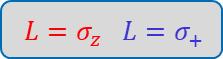 L = σ_z L = σ_+